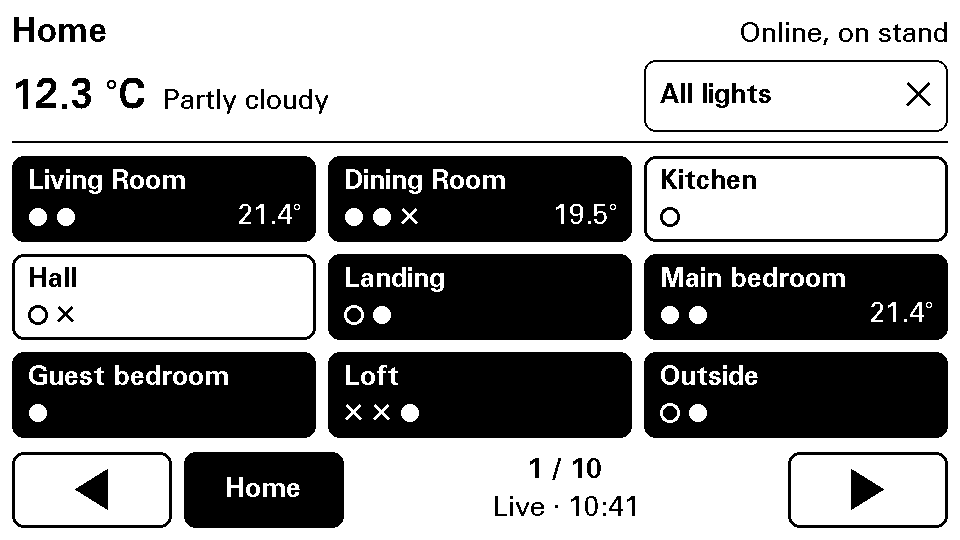 Home
Online, on stand
12.3 °C Partly cloudy
All lights
Living Room
21.4°
Dining Room
19.5°
Kitchen
Hall
Landing
Main bedroom
21.4°
Guest bedroom
Loft
Outside
Home
1 / 10
Live · 10:41